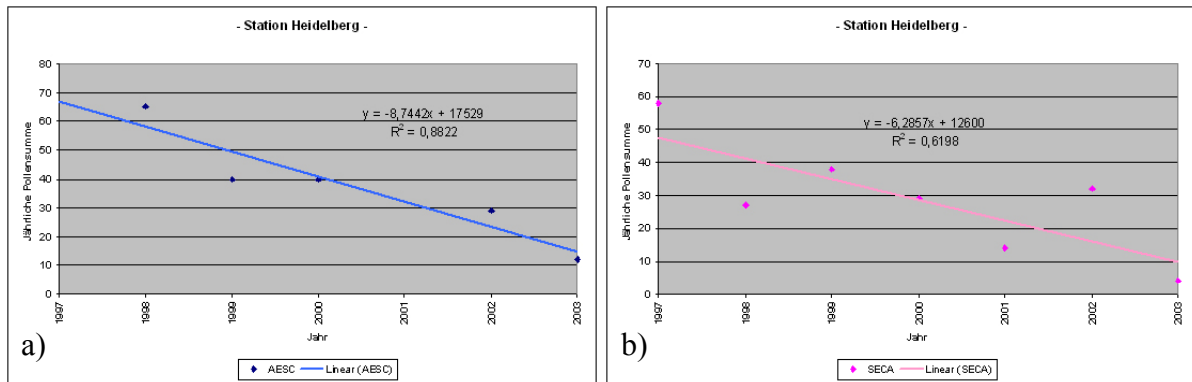 - Station Heidelberg -
80
70
60
50
40
30
20
10
0
Jährliche Pollensumme
y = -8,7442x + 17529
R² = 0,8822
1997
1998
1999
2000
2001
2002
2003
Jahr
a)
AESC
Linear (AESC)
- Station Heidelberg -
70
60
50
40
30
20
10
0
Jährliche Pollensumme
y = -6,2857x + 12600
R² = 0,6198
1997
1998
1999
2000
2001
2002
2003
Jahr
b)
SECA
Linear (SECA)